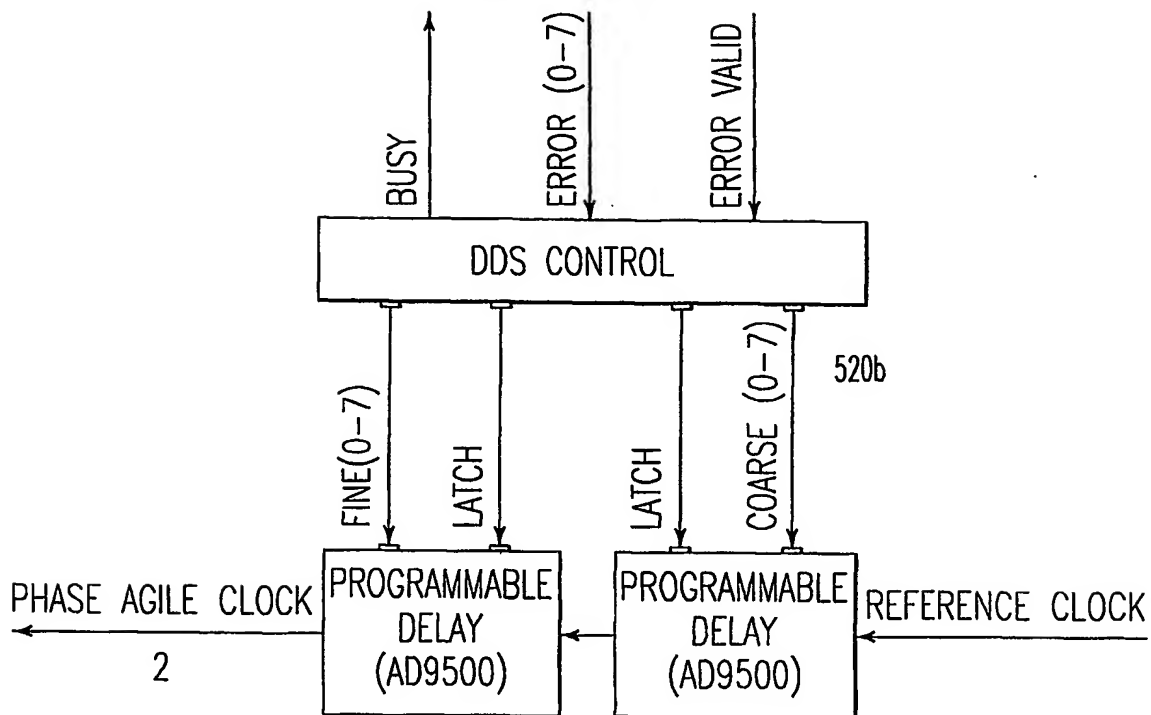 BUSY
ERROR (0-7)
ERROR VALID
DDS CONTROL
FINE(0-7)
LATCH
LATCH
COARSE (0-7)
520b
PHASE AGILE CLOCK
2
PROGRAMMABLE
DELAY
(AD9500)
PROGRAMMABLE
DELAY
(AD9500)
REFERENCE CLOCK